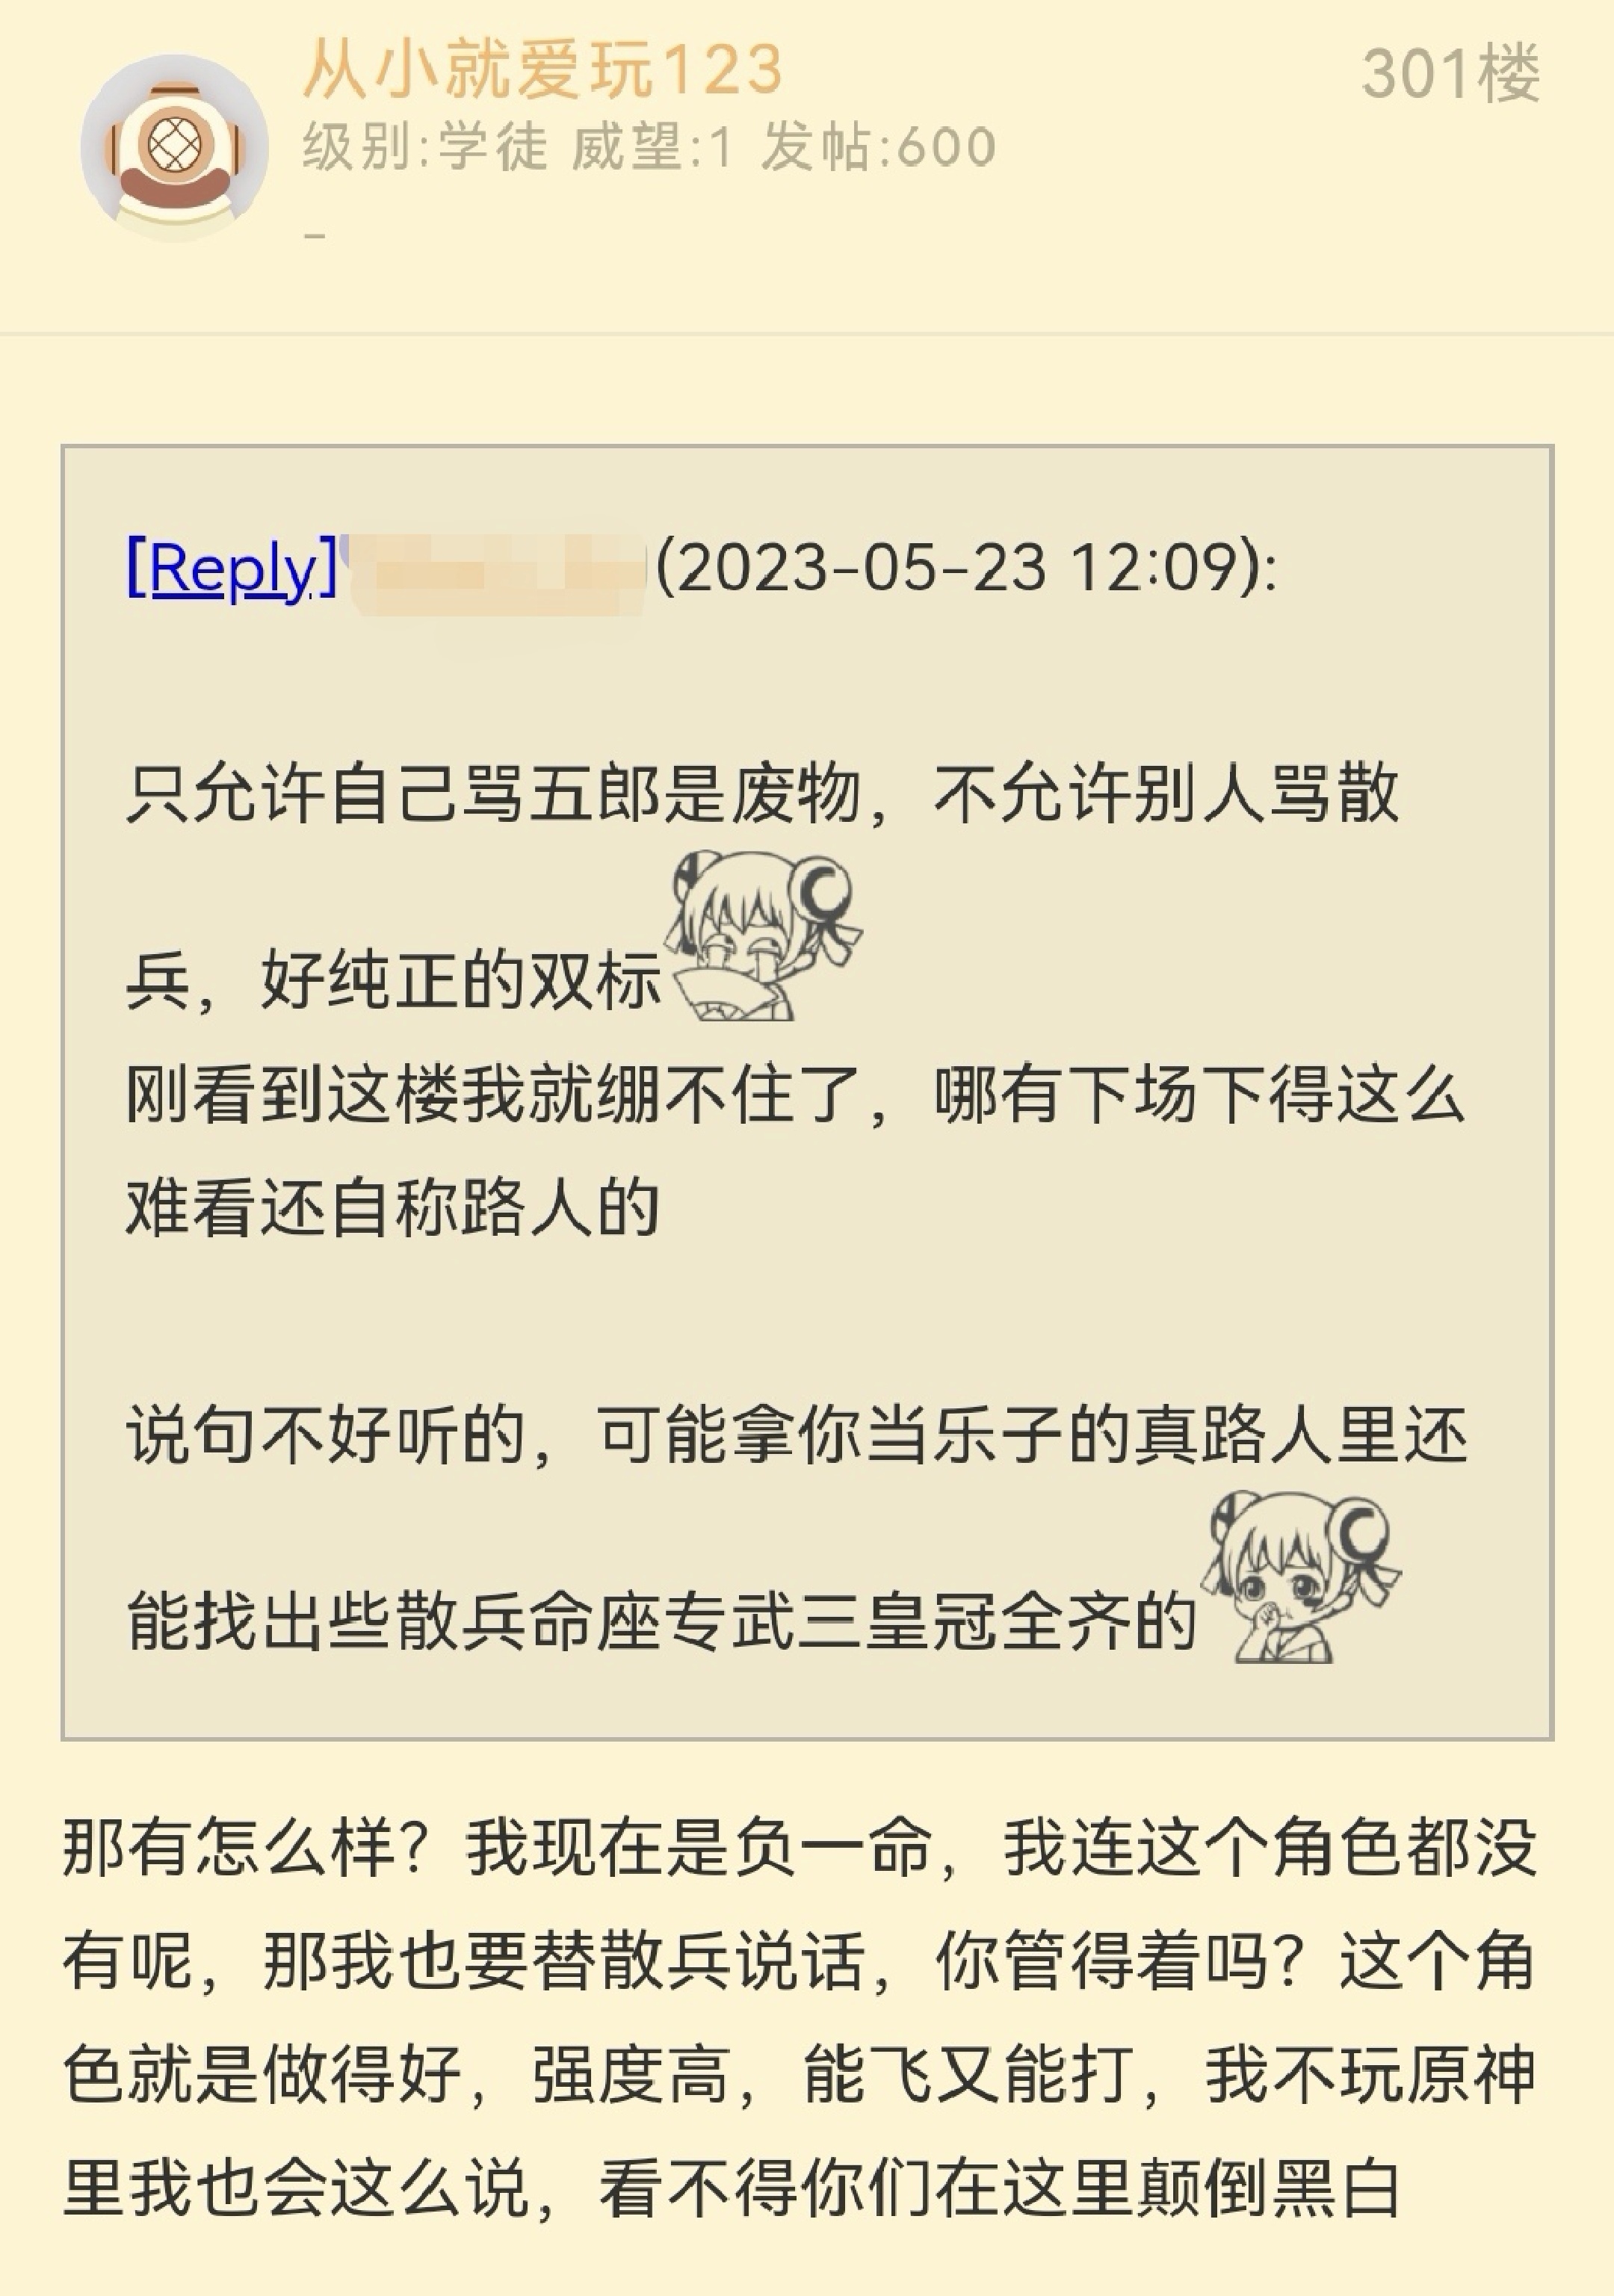 从小就爱玩123
301楼
级别:学徒 威望:1 发帖:600
-
[Reply] (2023-05-23 12:09):
只允许自己骂五郎是废物，不允许别人骂散
兵，好纯正的双标
刚看到这楼我就绷不住了，哪有下场下得这么
难看还自称路人的
说句不好听的，可能拿你当乐子的真路人里还
能找出些散兵命座专武三皇冠全齐的
那有怎么样？我现在是负一命，我连这个角色都没
有呢，那我也要替散兵说话，你管得着吗？这个角
色就是做得好，强度高，能飞又能打，我不玩原神
里我也会这么说，看不得你们在这里颠倒黑白